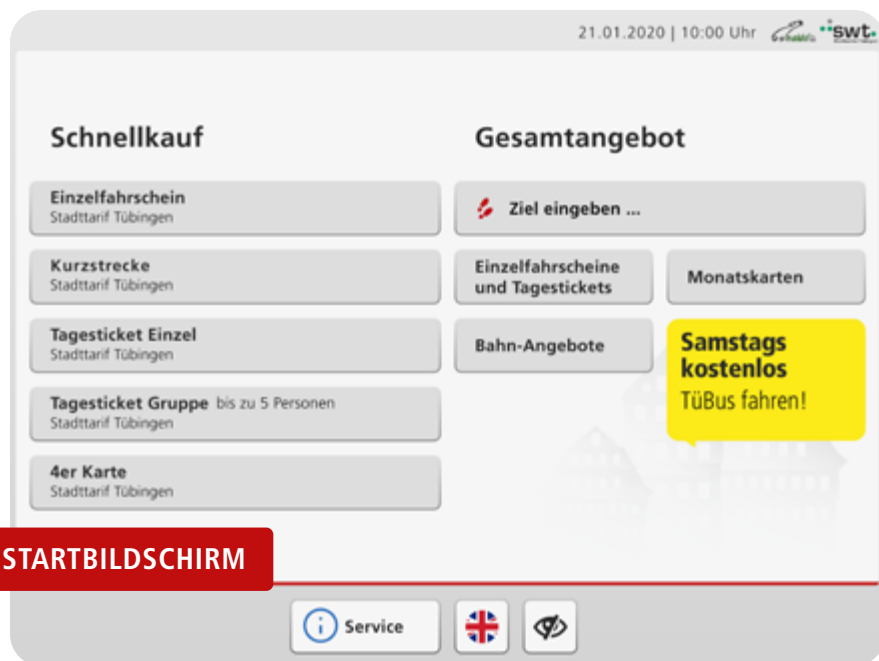 21.01.2020 | 10:00 Uhr
swt.
Schnellkauf
Einzelfahrschein
Stadttarif Tübingen
Kurzstrecke
Stadttarif Tübingen
Tagesticket Einzel
Stadttarif Tübingen
Tagesticket Gruppe bis zu 5 Personen
Stadttarif Tübingen
4er Karte
Stadttarif Tübingen
Gesamtangebot
Ziel eingeben ...
Einzelfahrscheine
und Tagestickets
Monatskarten
Bahn-Angebote
Samstags
kostenlos
TüBus fahren!
STARTBILDSCHIRM
Service